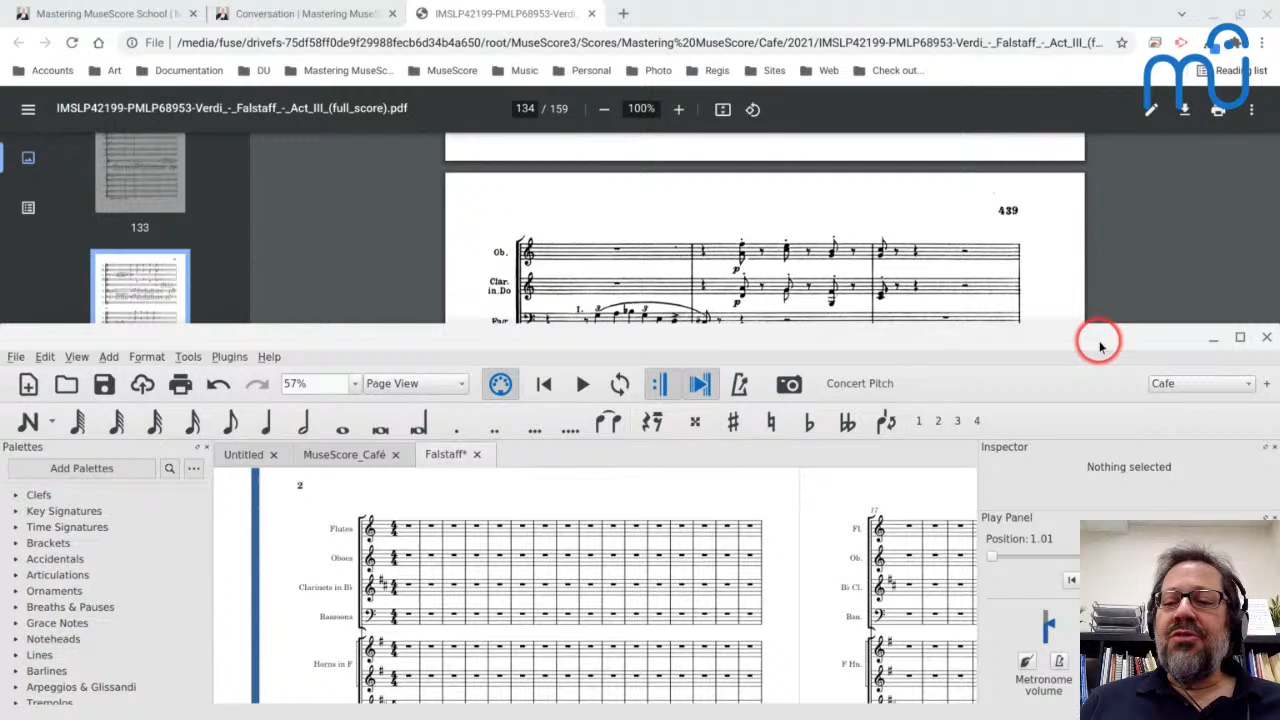 Mastering MuseScore School | M
Conversation | Mastering MuseS
IMSLP42199-PMLP68953-Verdi_
File
/media/fuse/drivefs-75df58ff0de9f29988fecb6d34b4a650/root/MuseScore3/Scores/Mastering%20MuseScore/Cafe/2021/IMSLP42199-PMLP68953-Verdi_-_Falstaff_-_Act_III_(f...
Accounts Art Documentation DU Mastering MuseSc... MuseScore Music Personal Photo Regis Sites Web Check out... Reading list
IMSLP42199-PMLP68953-Verdi_-_Falstaff_-_Act_III_(full_score).pdf
134 / 159
100%
133
439
Ob.
p
Clar.
in Do
p
1. 3 3
Fag.
File Edit View Add Format Tools Plugins Help
57% Page View Concert Pitch Cafe
1 2 3 4
Palettes
Add Palettes
Clefs
Key Signatures
Time Signatures
Brackets
Accidentals
Articulations
Ornaments
Breaths & Pauses
Grace Notes
Noteheads
Lines
Barlines
Arpeggios & Glissandi
Tremolos
Untitled
MuseScore_Café
Falstaff*
2
Flutes
Oboes
Clarinets in B♭
Bassoons
Horns in F
17
Fl.
Ob.
B♭ Cl.
Bsn.
F Hn.
Inspector
Nothing selected
Play Panel
Position: 1.01
Metronome
volume